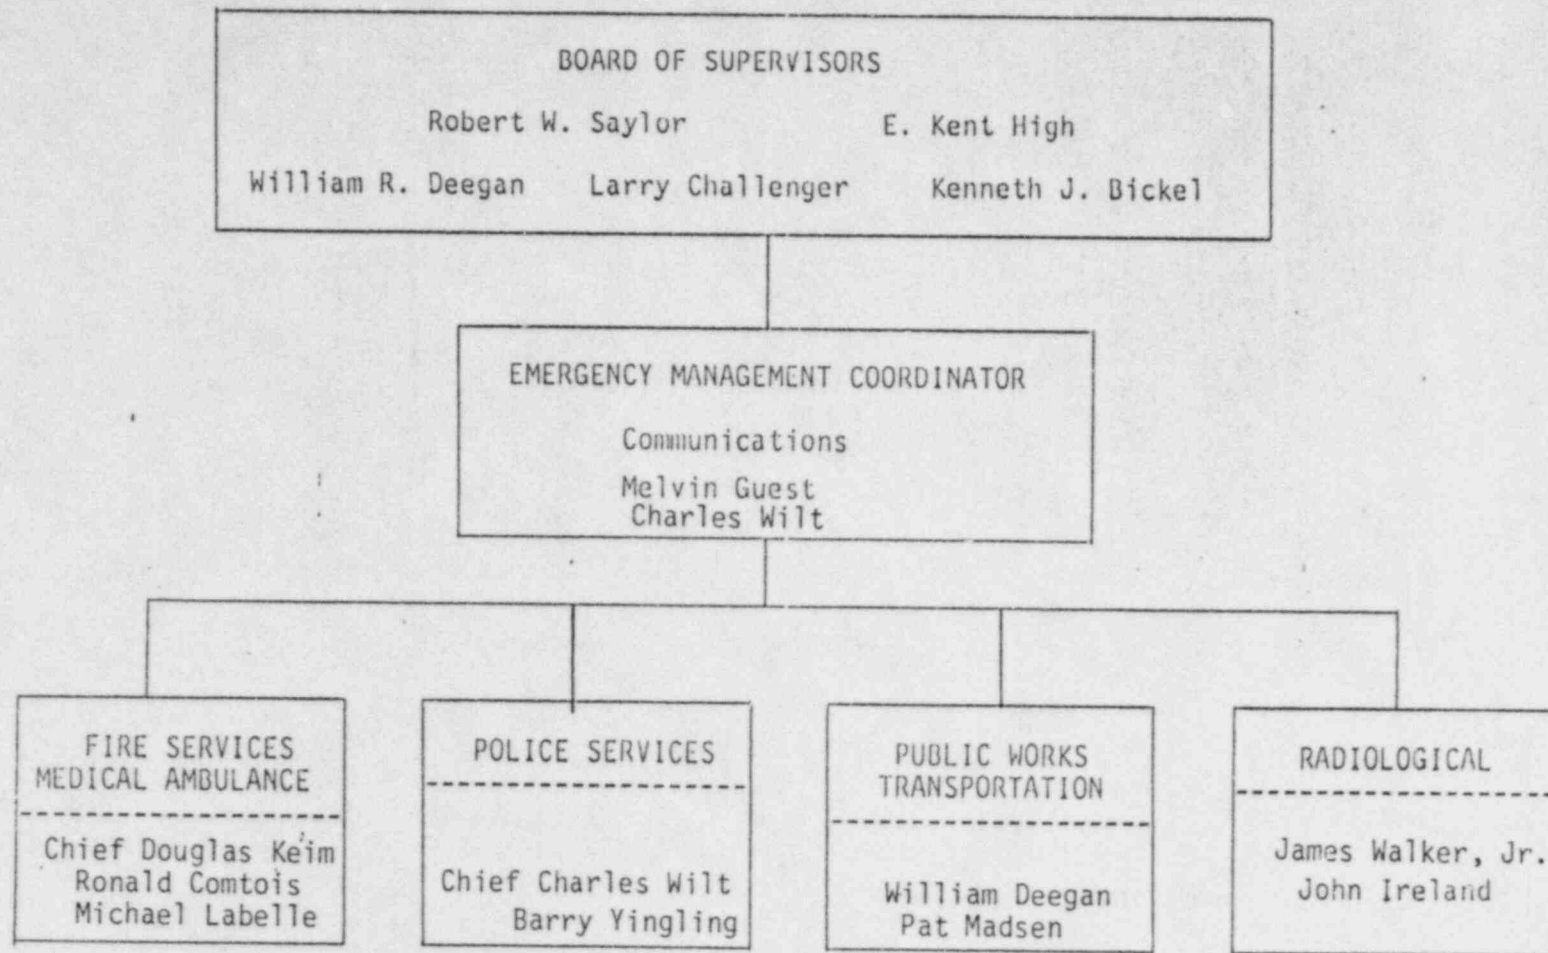 BOARD OF SUPERVISORS
Robert W. Saylor E. Kent High
William R. Deegan Larry Challenger Kenneth J. Bickel
EMERGENCY MANAGEMENT COORDINATOR
Communications
Melvin Guest
Charles Wilt
FIRE SERVICES
MEDICAL AMBULANCE
Chief Douglas Keim
Ronald Comtois
Michael Labelle
POLICE SERVICES
Chief Charles Wilt
Barry Yingling
PUBLIC WORKS
TRANSPORTATION
William Deegan
Pat Madsen
RADIOLOGICAL
James Walker, Jr.
John Ireland